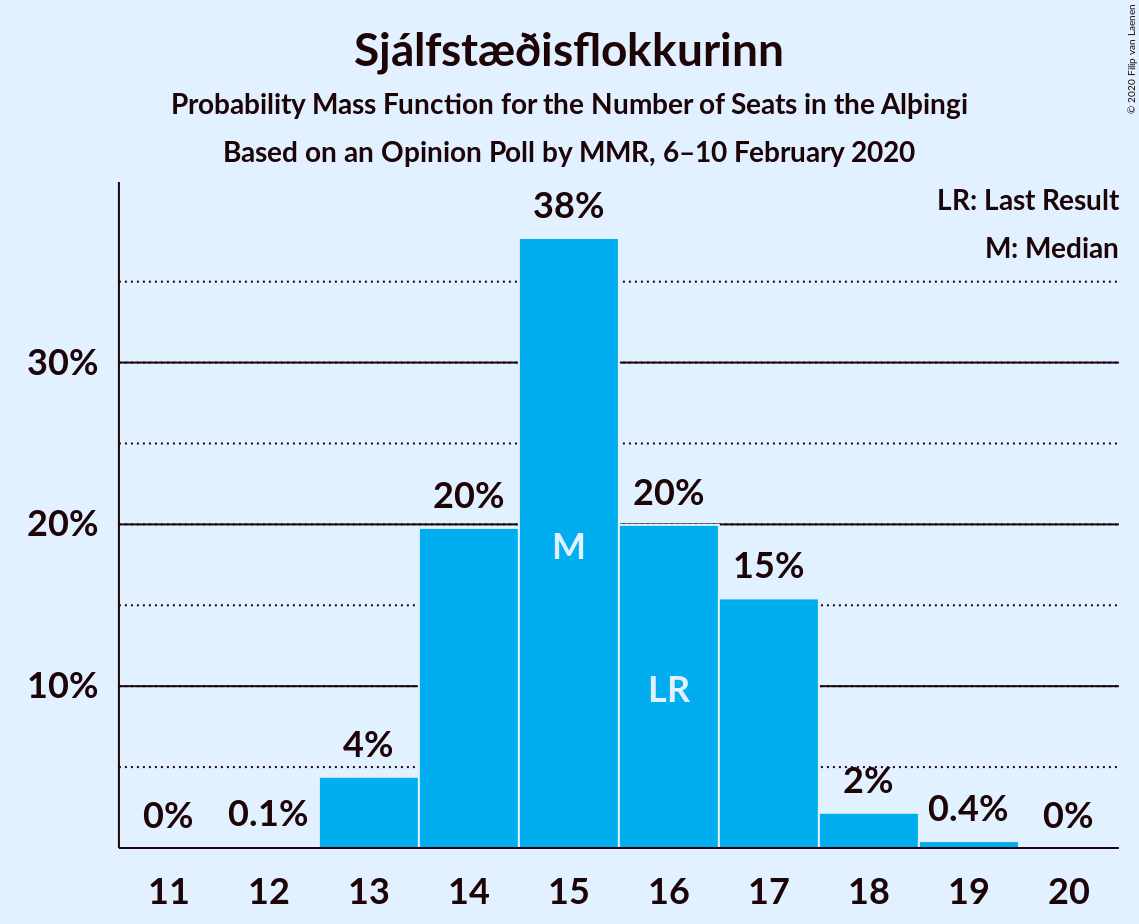 Sjálfstæðisflokkurinn
Probability Mass Function for the Number of Seats in the Alþingi
Based on an Opinion Poll by MMR, 6–10 February 2020
© 2020 Filip van Laenen
LR: Last Result
M: Median
30%
20%
10%
0%
0.1%
4%
20%
38%
20%
15%
2%
0.4%
0%
M
LR
11 12 13 14 15 16 17 18 19 20